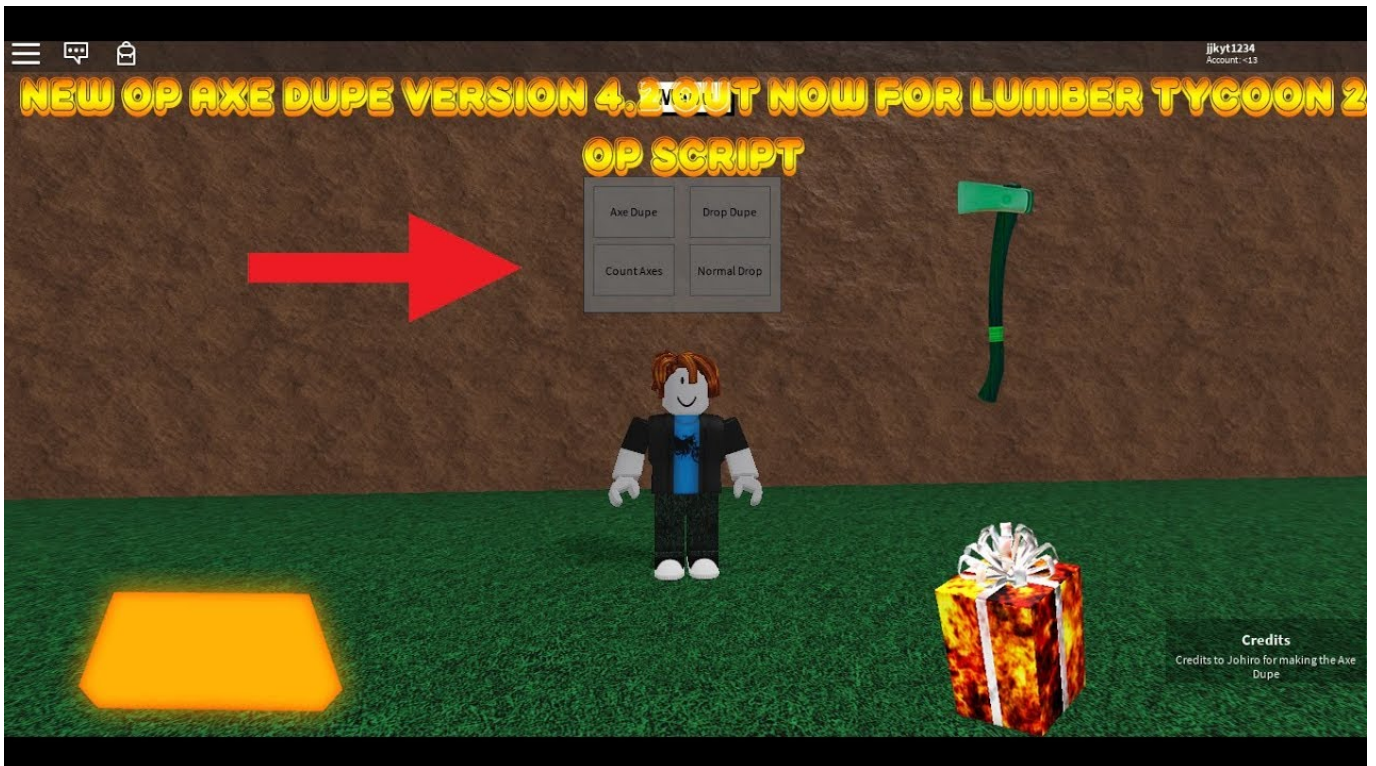 jjkyt1234
Account: <13
NEW OP AXE DUPE VERSION 4.2 OUT NOW FOR LUMBER TYCOON 2
OP SCRIPT
Axe Dupe
Drop Dupe
Count Axes
Normal Drop
Credits
Credits to Johiro for making the Axe
Dupe